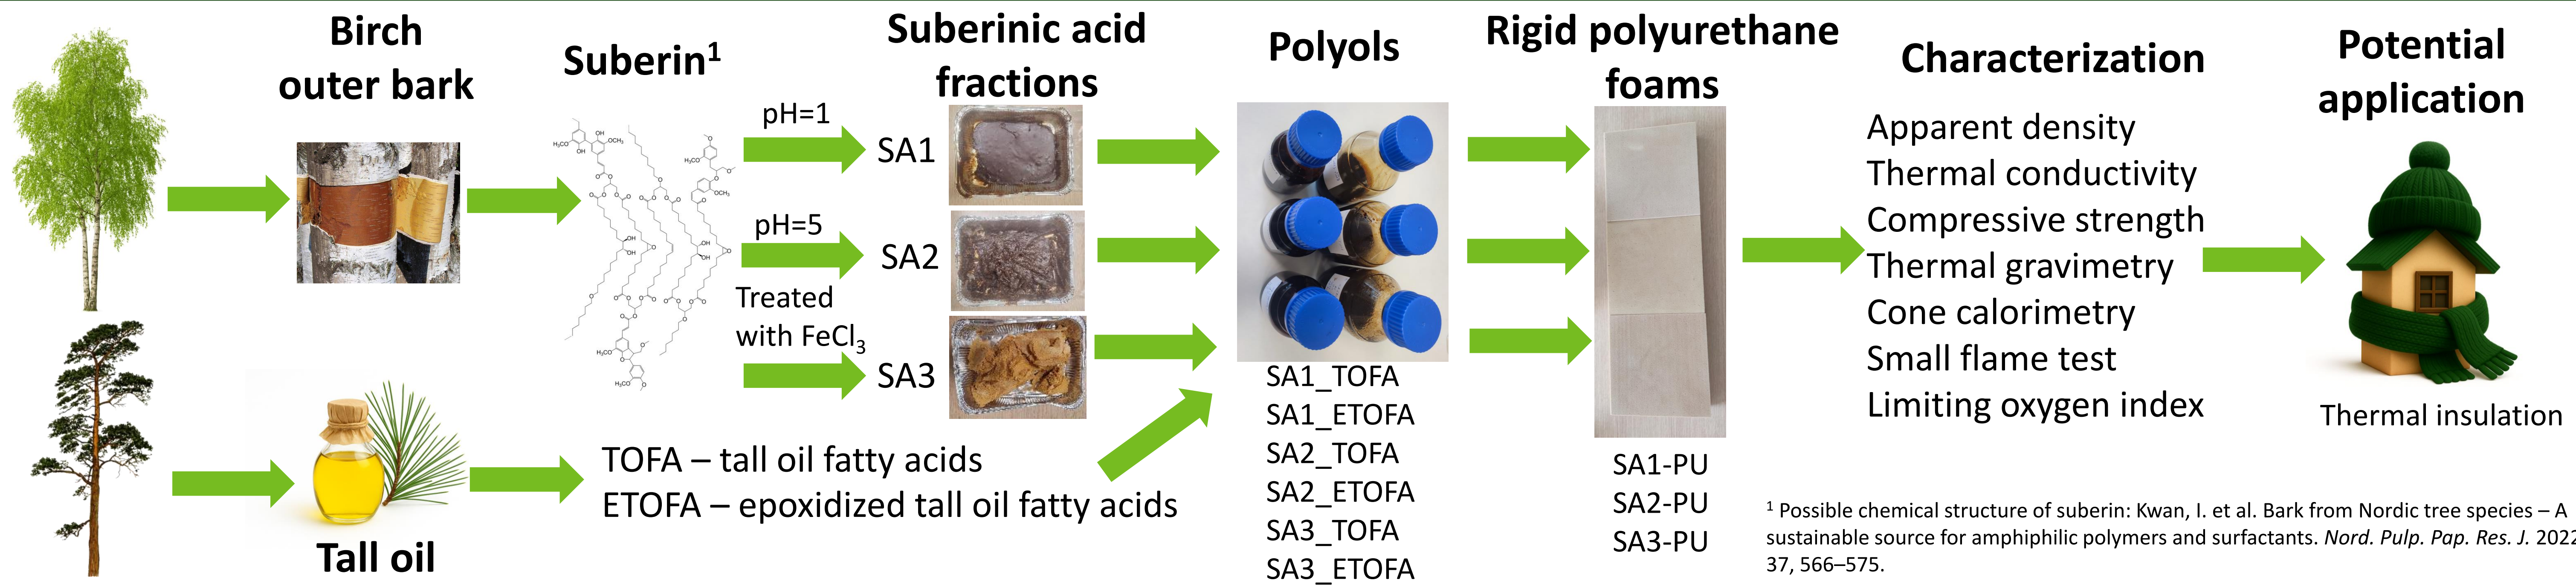 Birch
outer bark
Suberin¹
pH=1
pH=5
Treated
with FeCl₃
Suberinic acid
fractions
SA1
SA2
SA3
Tall oil
TOFA – tall oil fatty acids
ETOFA – epoxidized tall oil fatty acids
Polyols
SA1_TOFA
SA1_ETOFA
SA2_TOFA
SA2_ETOFA
SA3_TOFA
SA3_ETOFA
Rigid polyurethane
foams
SA1-PU
SA2-PU
SA3-PU
Characterization
Apparent density
Thermal conductivity
Compressive strength
Thermal gravimetry
Cone calorimetry
Small flame test
Limiting oxygen index
Potential
application
Thermal insulation
¹ Possible chemical structure of suberin: Kwan, I. et al. Bark from Nordic tree species – A
sustainable source for amphiphilic polymers and surfactants. Nord. Pulp. Pap. Res. J. 2022
37, 566–575.